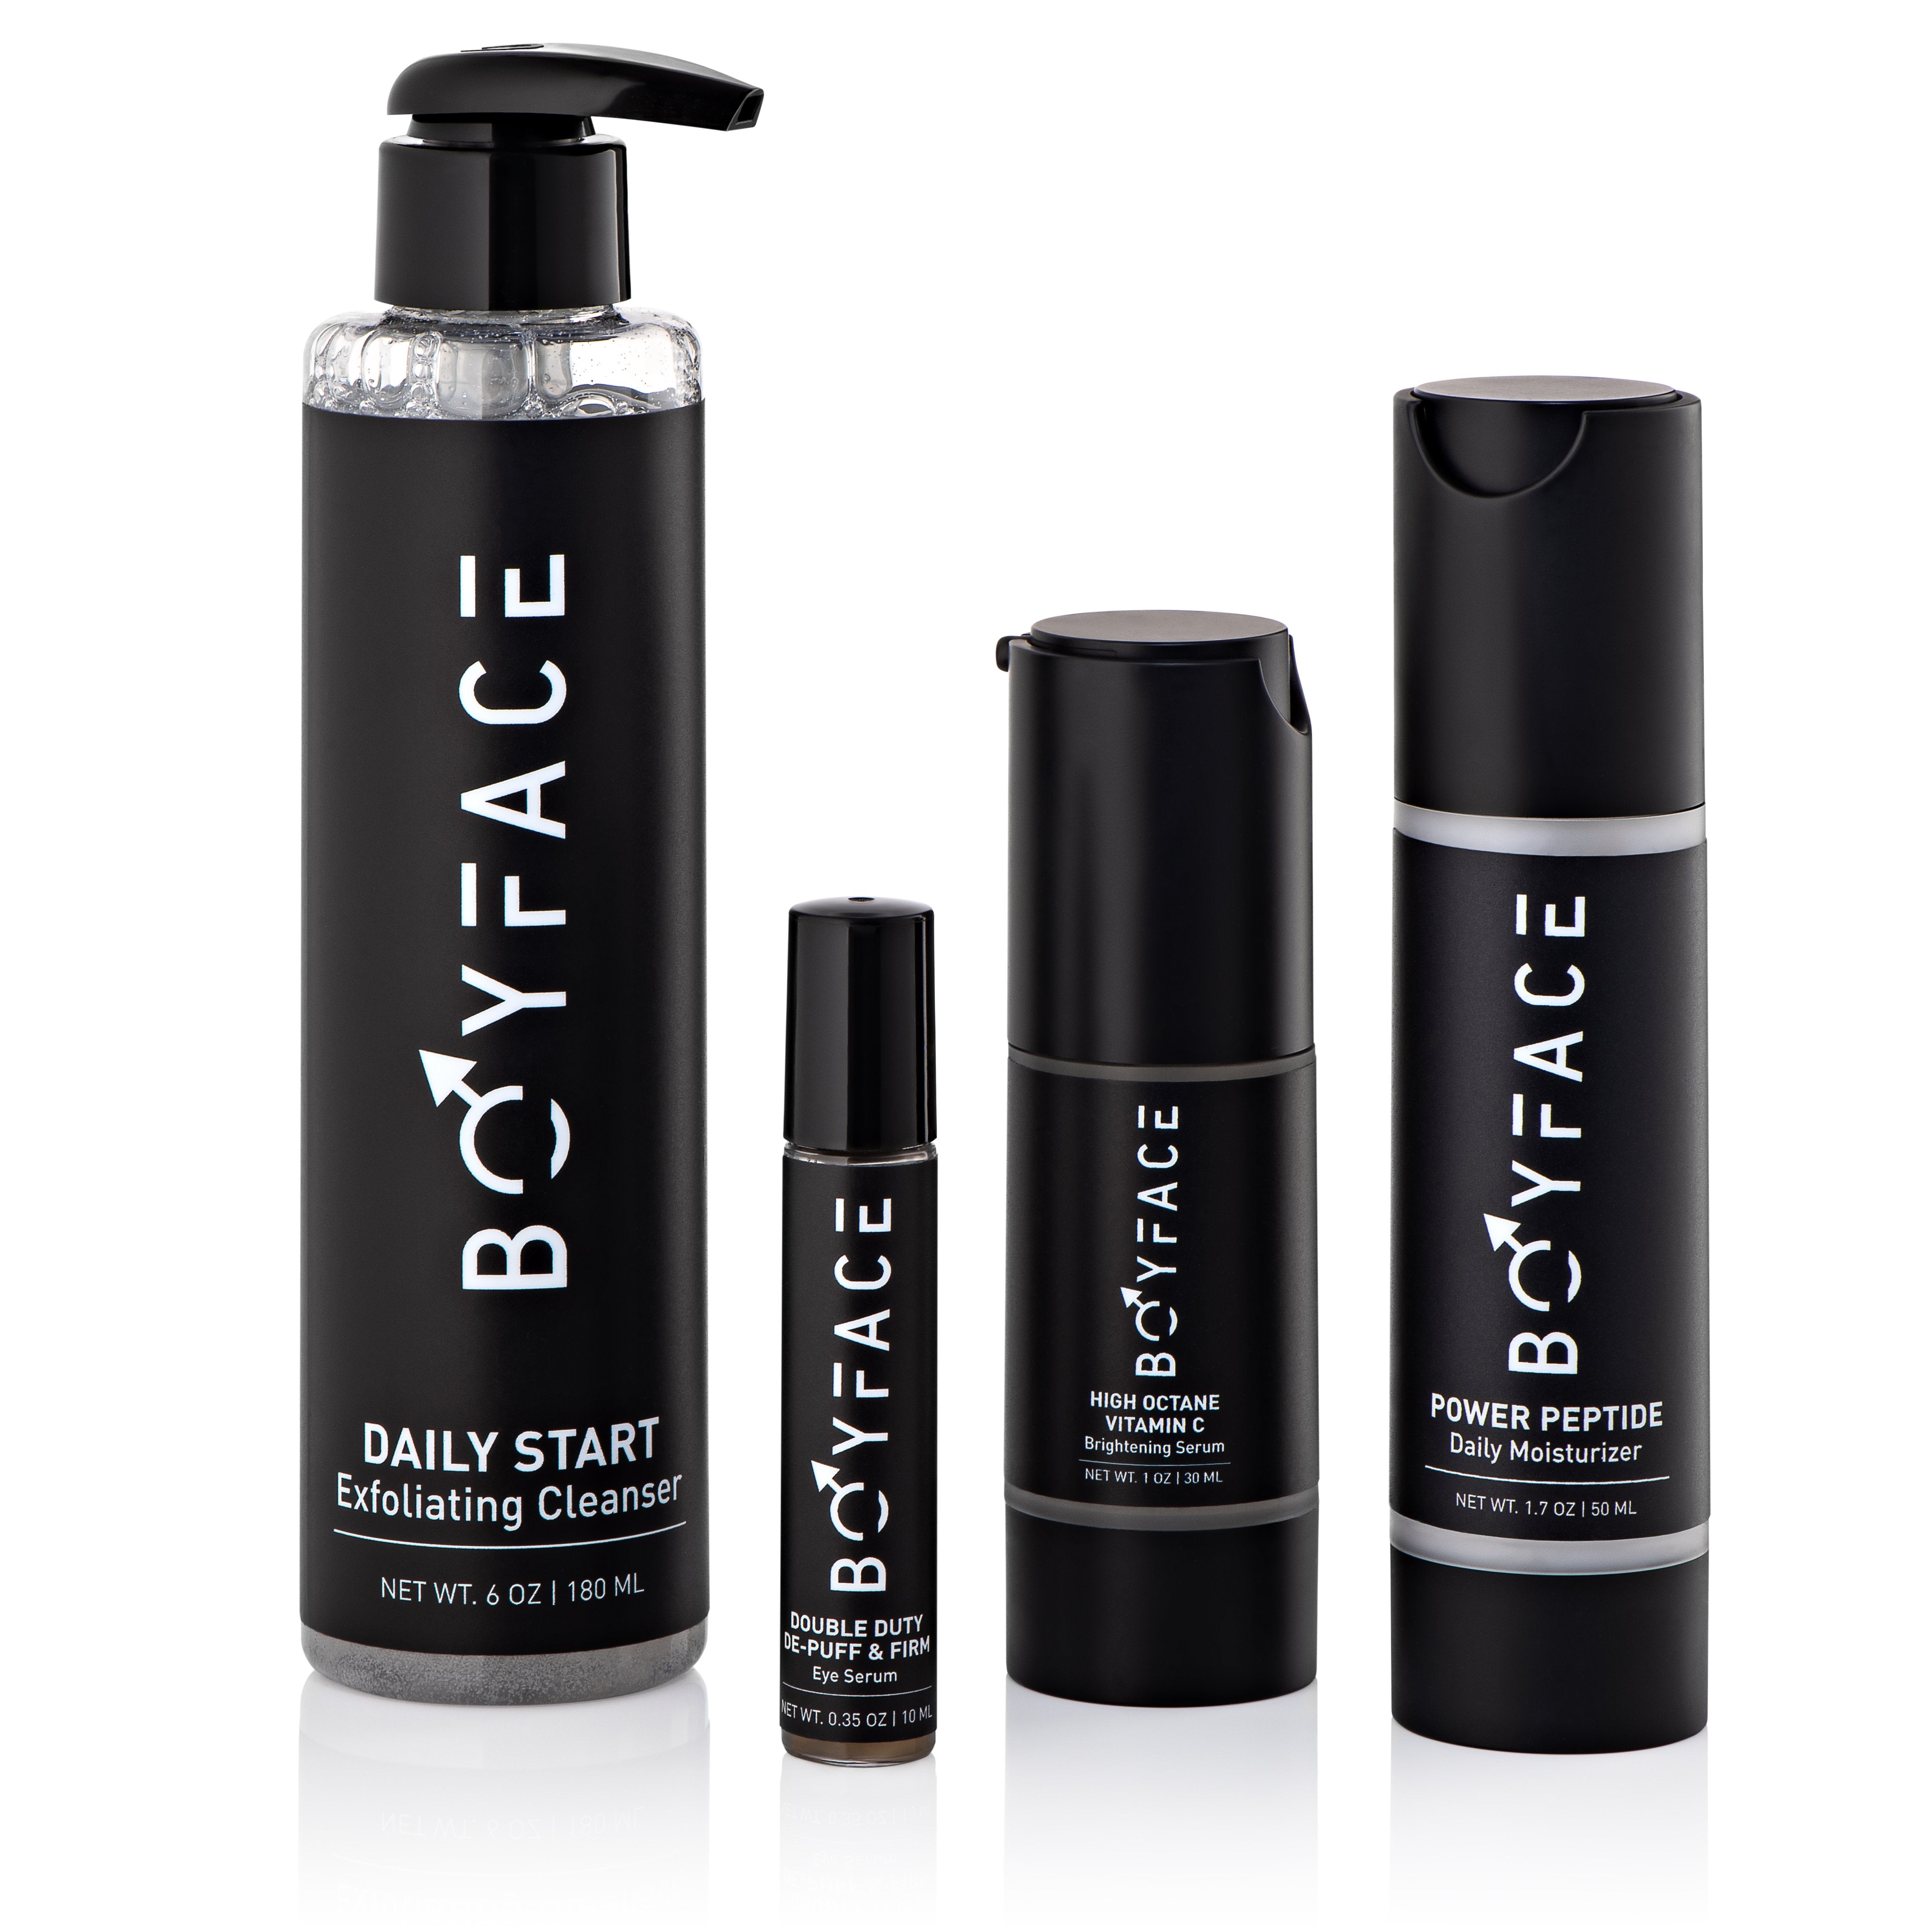 BOYFACE
DAILY START
Exfoliating Cleanser
NET WT. 6 OZ | 180 ML
BOYFACE
DOUBLE DUTY
DE-PUFF & FIRM
Eye Serum
NET WT. 0.35 OZ | 10 ML
BOYFACE
HIGH OCTANE
VITAMIN C
Brightening Serum
NET WT. 1 OZ | 30 ML
BOYFACE
POWER PEPTIDE
Daily Moisturizer
NET WT. 1.7 OZ | 50 ML